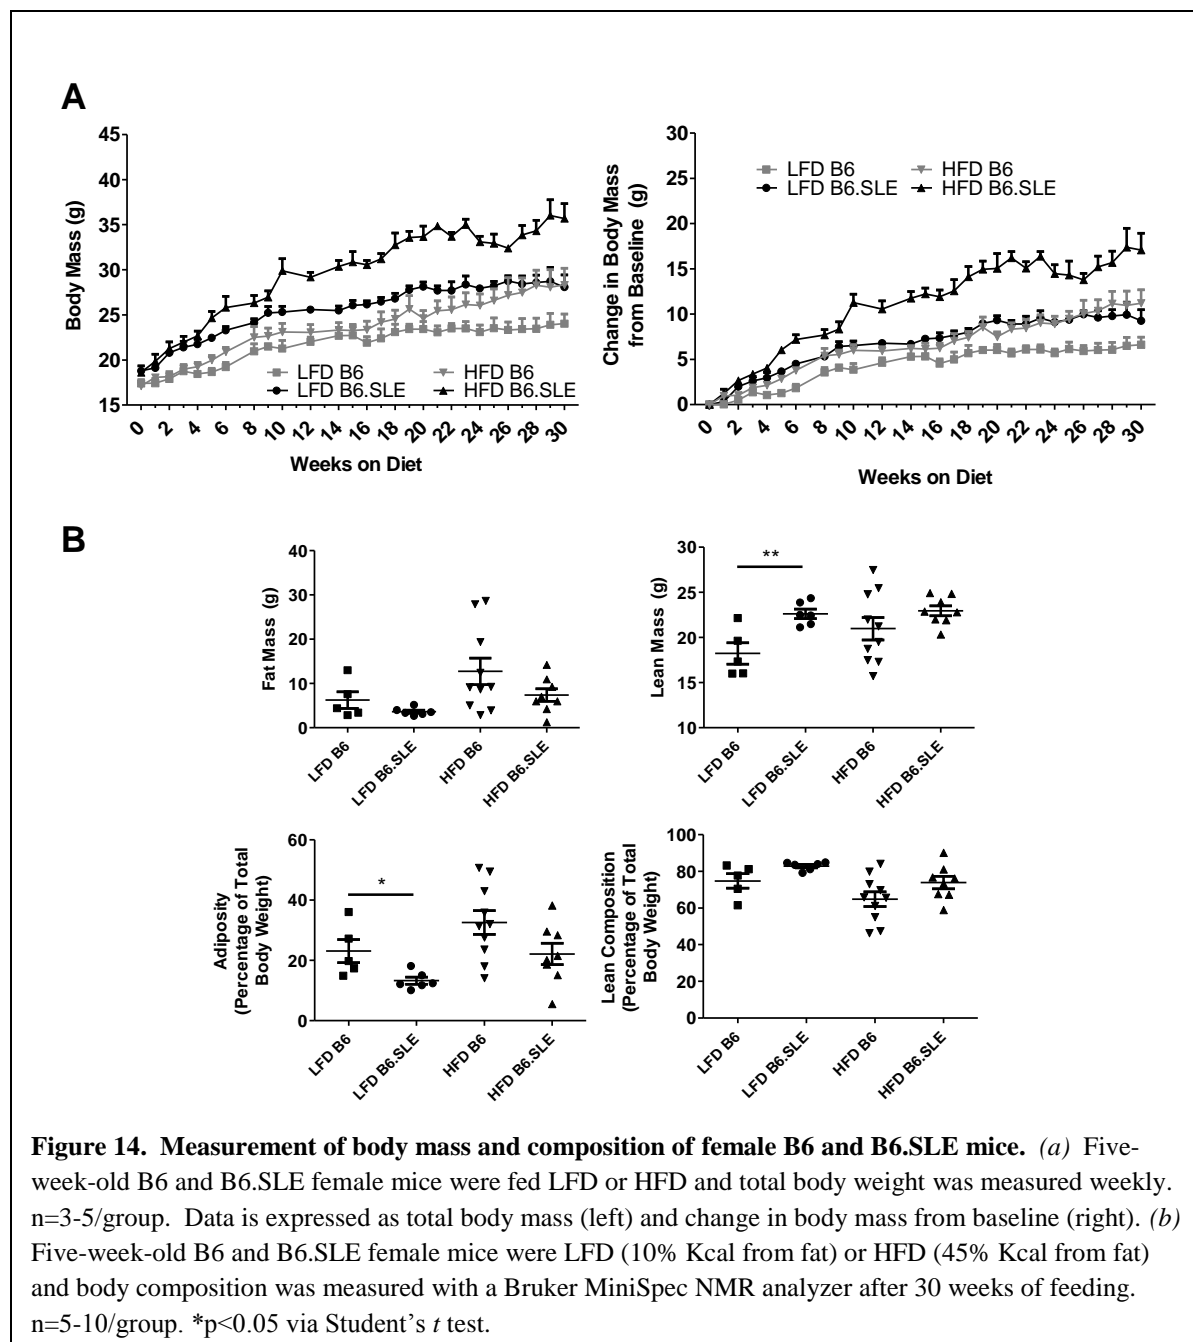 A
Body Mass (g)
45
40
35
30
25
20
15
LFD B6
HFD B6
LFD B6.SLE
HFD B6.SLE
0 2 4 6 8 10 12 14 16 18 20 22 24 26 28 30
Weeks on Diet
Change in Body Mass
from Baseline (g)
30
25
20
15
10
5
0
LFD B6
HFD B6
LFD B6.SLE
HFD B6.SLE
0 2 4 6 8 10 12 14 16 18 20 22 24 26 28 30
Weeks on Diet
B
Fat Mass (g)
40
30
20
10
0
LFD B6
LFD B6.SLE
HFD B6
HFD B6.SLE
Lean Mass (g)
30
25
20
15
10
**
LFD B6
LFD B6.SLE
HFD B6
HFD B6.SLE
Adiposity
(Percentage of Total
Body Weight)
60
40
20
0
*
LFD B6
LFD B6.SLE
HFD B6
HFD B6.SLE
Lean Composition
(Percentage of Total
Body Weight)
100
80
60
40
20
0
LFD B6
LFD B6.SLE
HFD B6
HFD B6.SLE
Figure 14. Measurement of body mass and composition of female B6 and B6.SLE mice. (a) Five-
week-old B6 and B6.SLE female mice were fed LFD or HFD and total body weight was measured weekly.
n=3-5/group. Data is expressed as total body mass (left) and change in body mass from baseline (right). (b)
Five-week-old B6 and B6.SLE female mice were LFD (10% Kcal from fat) or HFD (45% Kcal from fat)
and body composition was measured with a Bruker MiniSpec NMR analyzer after 30 weeks of feeding.
n=5-10/group. *p<0.05 via Student's t test.